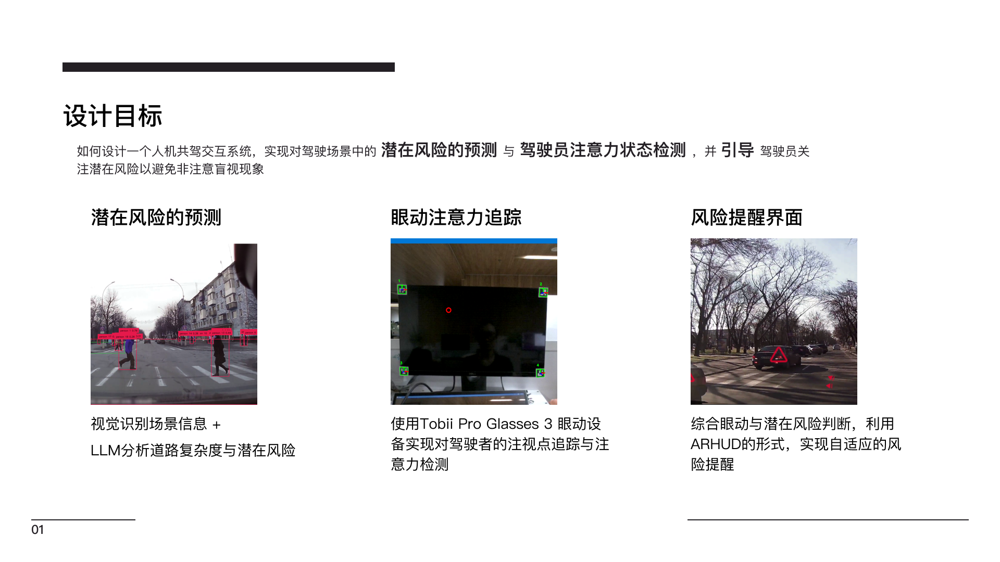 设计目标
如何设计一个人机共驾交互系统，实现对驾驶场景中的 潜在风险的预测 与 驾驶员注意力状态检测 ，并 引导 驾驶员关
注潜在风险以避免非注意盲视现象
潜在风险的预测
眼动注意力追踪
风险提醒界面
person 1 0.79
1
2
3
4
视觉识别场景信息 +
LLM分析道路复杂度与潜在风险
使用Tobii Pro Glasses 3 眼动设
备实现对驾驶者的注视点追踪与注
意力检测
综合眼动与潜在风险判断，利用
ARHUD的形式，实现自适应的风
险提醒
01